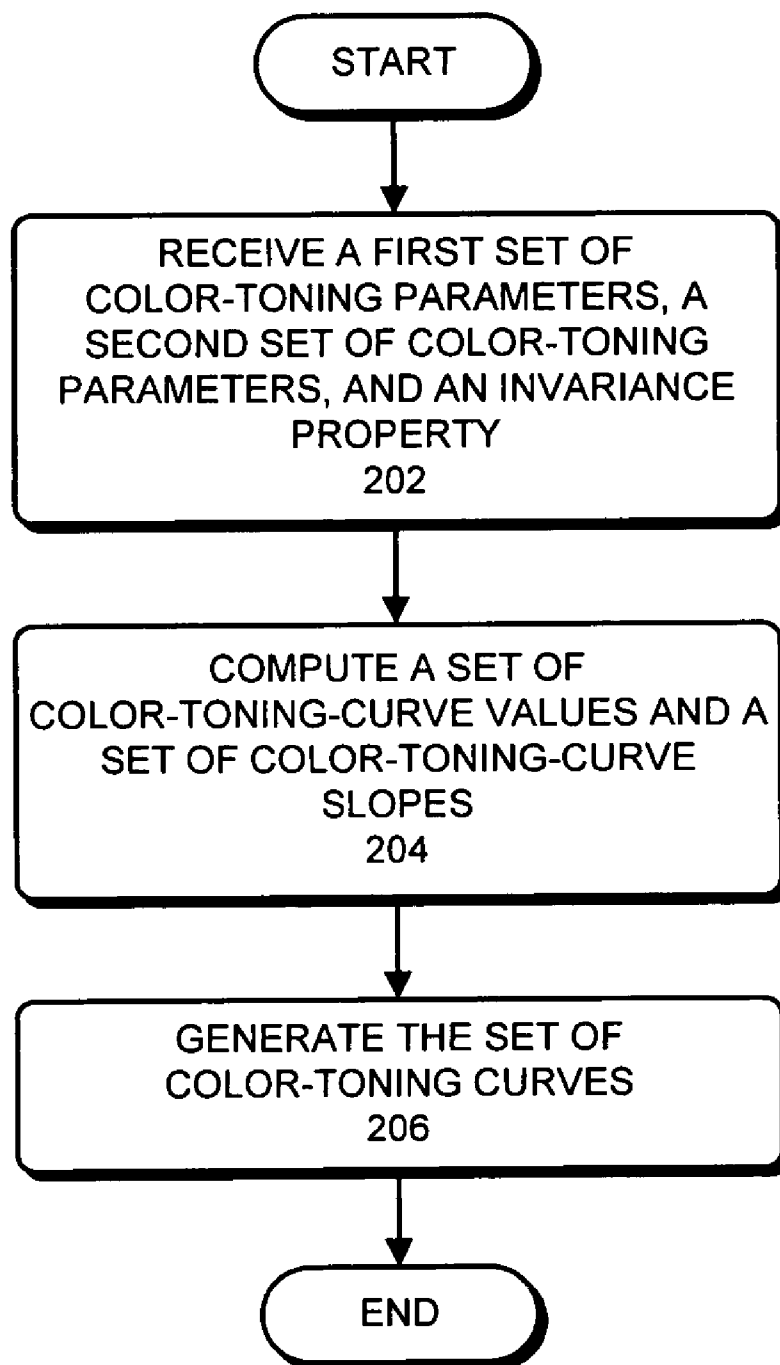 START
RECEIVE A FIRST SET OF
COLOR-TONING PARAMETERS, A
SECOND SET OF COLOR-TONING
PARAMETERS, AND AN INVARIANCE
PROPERTY
202
COMPUTE A SET OF
COLOR-TONING-CURVE VALUES AND A
SET OF COLOR-TONING-CURVE
SLOPES
204
GENERATE THE SET OF
COLOR-TONING CURVES
206
END